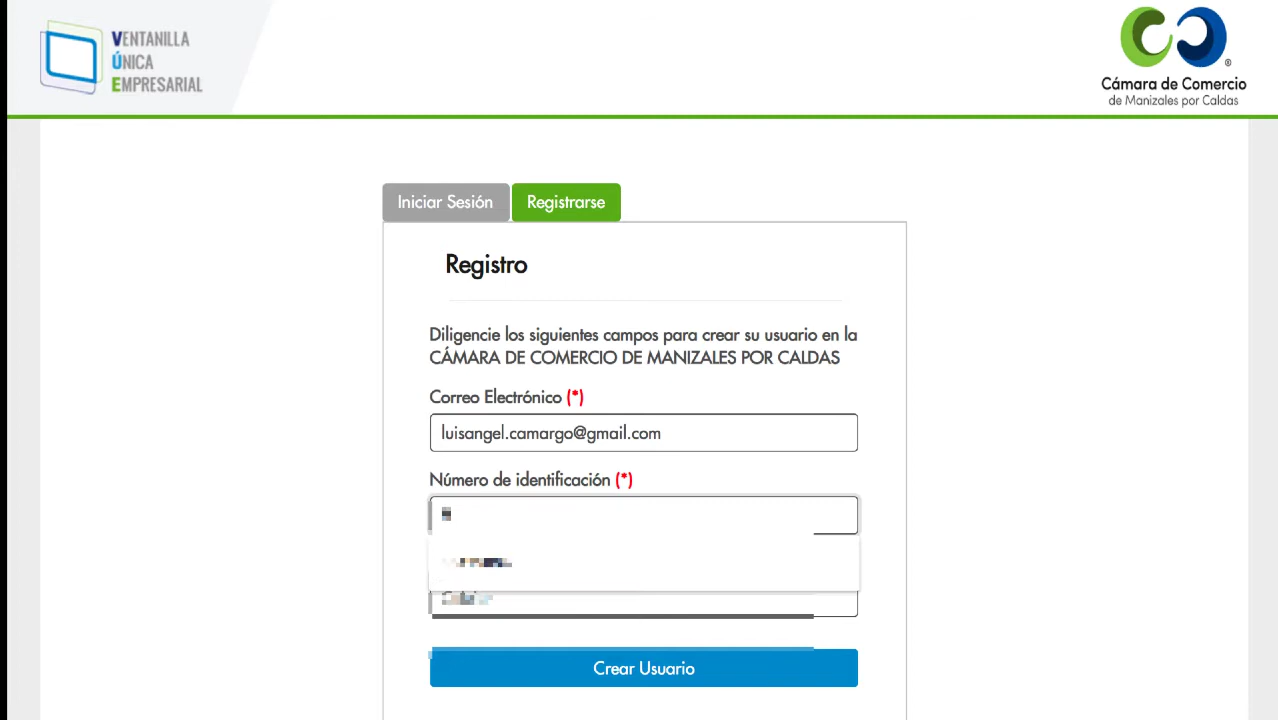 VENTANILLA
ÚNICA
EMPRESARIAL
Cámara de Comercio
de Manizales por Caldas
Iniciar Sesión
Registrarse
Registro
Diligencie los siguientes campos para crear su usuario en la
CÁMARA DE COMERCIO DE MANIZALES POR CALDAS
Correo Electrónico (*)
luisangel.camargo@gmail.com
Número de identificación (*)
Crear Usuario